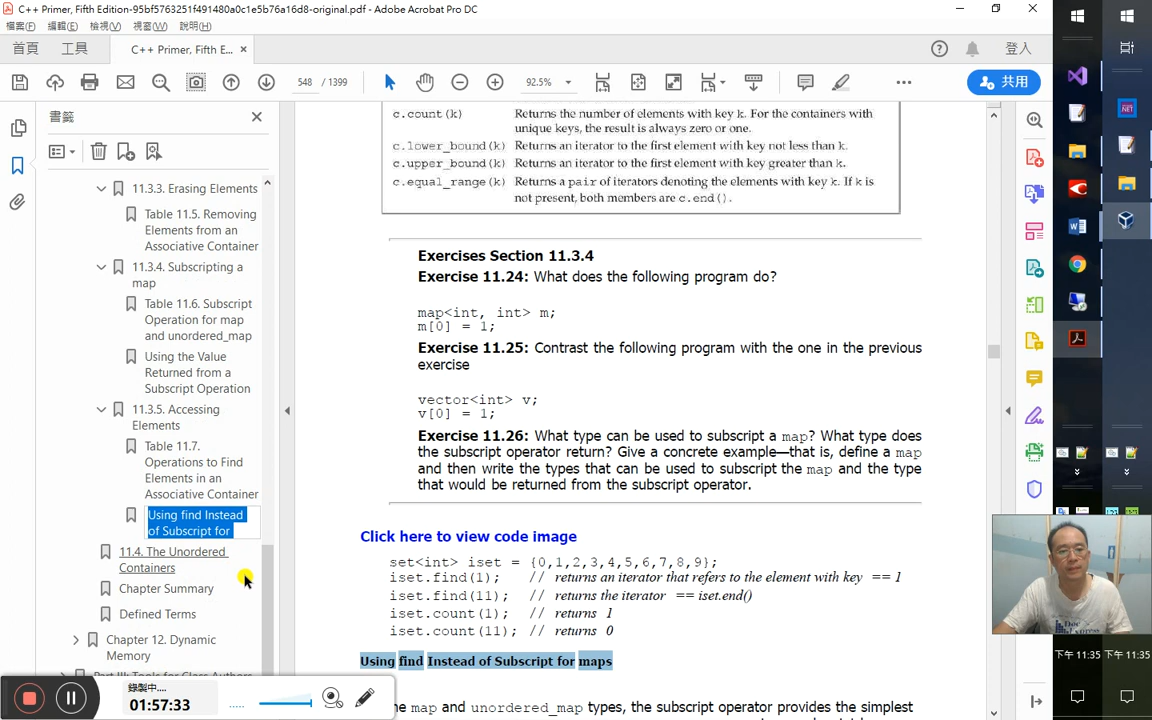 C++ Primer, Fifth Edition-95bf5763251f491480a0c1e5b76a16d8-original.pdf - Adobe Acrobat Pro DC
檔案(F) 編輯(E) 檢視(V) 視窗(W) 說明(H)
首頁 工具 C++ Primer, Fifth E... × 登入
548 / 1399 92.5% 共用
書籤
11.3.3. Erasing Elements
Table 11.5. Removing
Elements from an
Associative Container
11.3.4. Subscripting a
map
Table 11.6. Subscript
Operation for map
and unordered_map
Using the Value
Returned from a
Subscript Operation
11.3.5. Accessing
Elements
Table 11.7.
Operations to Find
Elements in an
Associative Container
Using find Instead
of Subscript for
11.4. The Unordered
Containers
Chapter Summary
Defined Terms
Chapter 12. Dynamic
Memory
Part III: Tools for Class Authors
c.count(k) Returns the number of elements with key k. For the containers with
unique keys, the result is always zero or one.
c.lower_bound(k) Returns an iterator to the first element with key not less than k.
c.upper_bound(k) Returns an iterator to the first element with key greater than k.
c.equal_range(k) Returns a pair of iterators denoting the elements with key k. If k is
not present, both members are c.end().
Exercises Section 11.3.4
Exercise 11.24: What does the following program do?
map<int, int> m;
m[0] = 1;
Exercise 11.25: Contrast the following program with the one in the previous
exercise
vector<int> v;
v[0] = 1;
Exercise 11.26: What type can be used to subscript a map? What type does
the subscript operator return? Give a concrete example—that is, define a map
and then write the types that can be used to subscript the map and the type
that would be returned from the subscript operator.
Click here to view code image
set<int> iset = {0,1,2,3,4,5,6,7,8,9};
iset.find(1); // returns an iterator that refers to the element with key == 1
iset.find(11); // returns the iterator == iset.end()
iset.count(1); // returns 1
iset.count(11); // returns 0
Using find Instead of Subscript for maps
the map and unordered_map types, the subscript operator provides the simplest
錄製中....
01:57:33
.NET
下午 11:35 下午 11:35